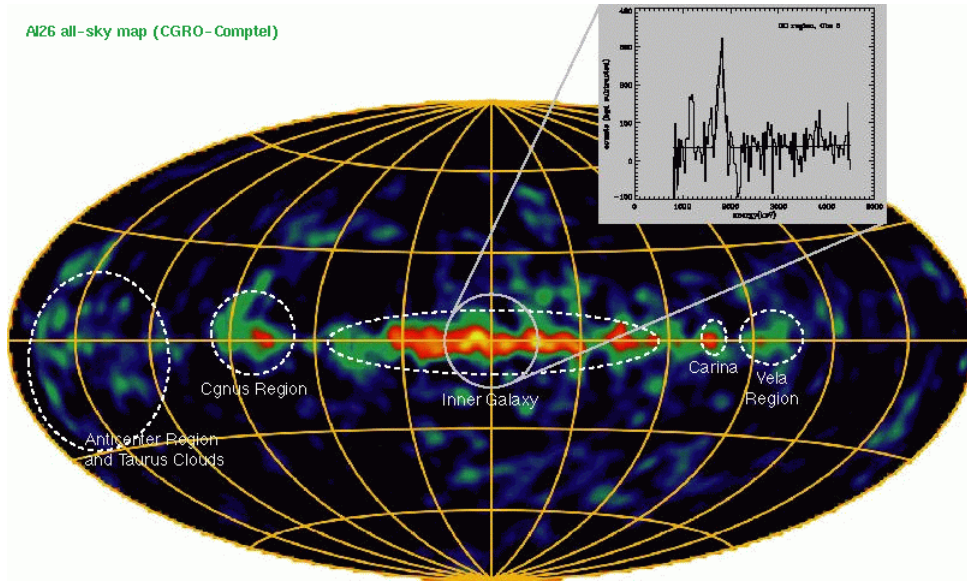 Al26 all-sky map (CGRO-Comptel)
400
300
200
100
0
-100
0
1000
2000
3000
4000
5000
Cgnus Region
Inner Galaxy
Carina
Vela
Region
Anticenter Region
and Taurus Clouds